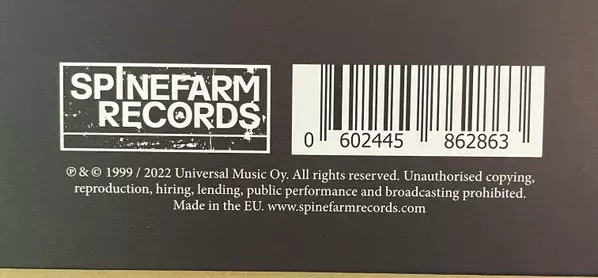 SPINEFARM
RECORDS
0 602445 862863
℗ & © 1999 / 2022 Universal Music Oy. All rights reserved. Unauthorised copying,
reproduction, hiring, lending, public performance and broadcasting prohibited.
Made in the EU. www.spinefarmrecords.com